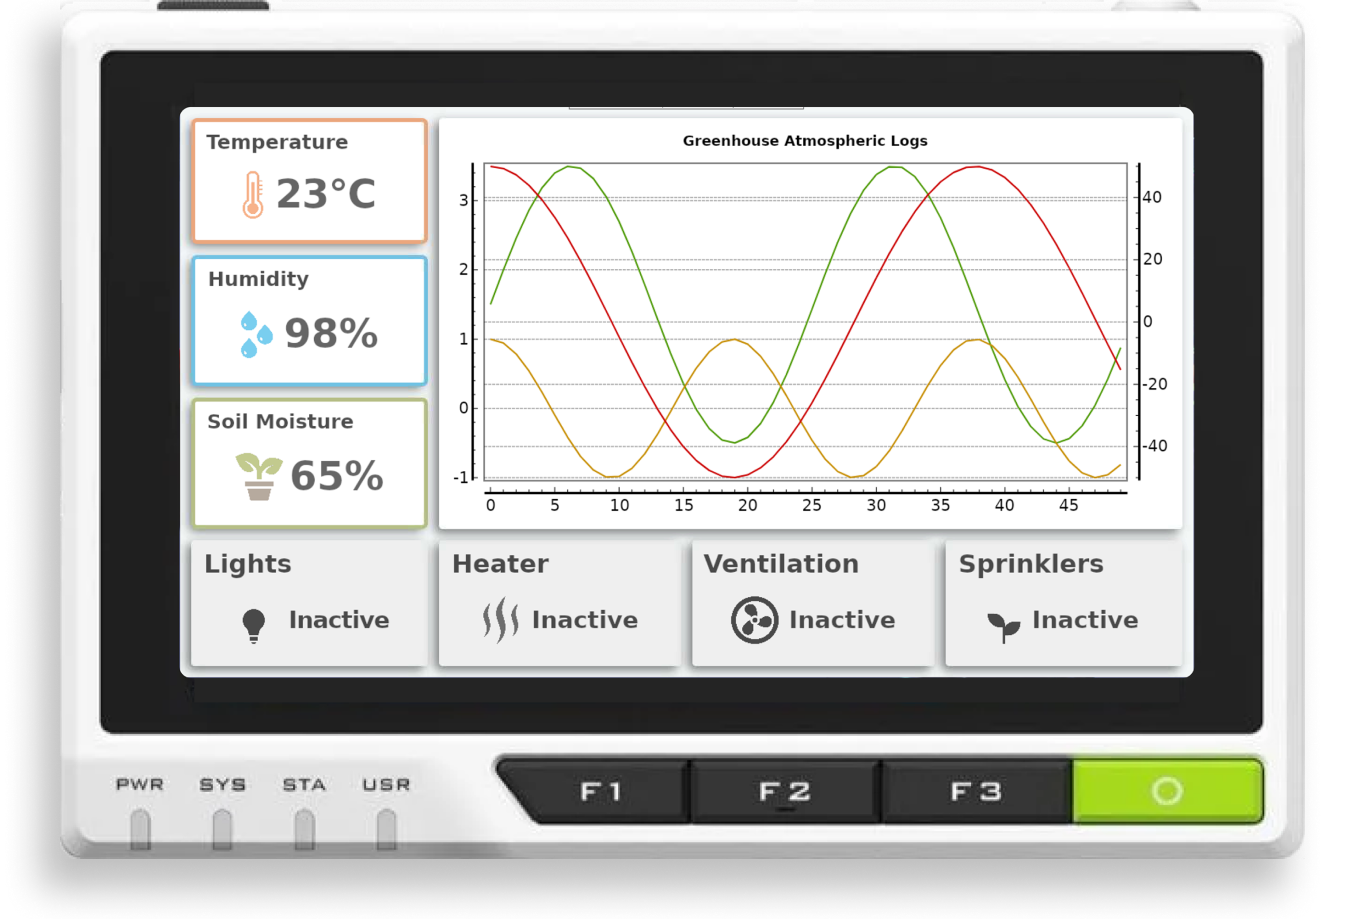 Temperature
23°C
Humidity
98%
Soil Moisture
65%
Greenhouse Atmospheric Logs
3
2
1
0
-1
40
20
0
-20
-40
0 5 10 15 20 25 30 35 40 45
Lights
Inactive
Heater
Inactive
Ventilation
Inactive
Sprinklers
Inactive
PWR SYS STA USR
F1 F2 F3